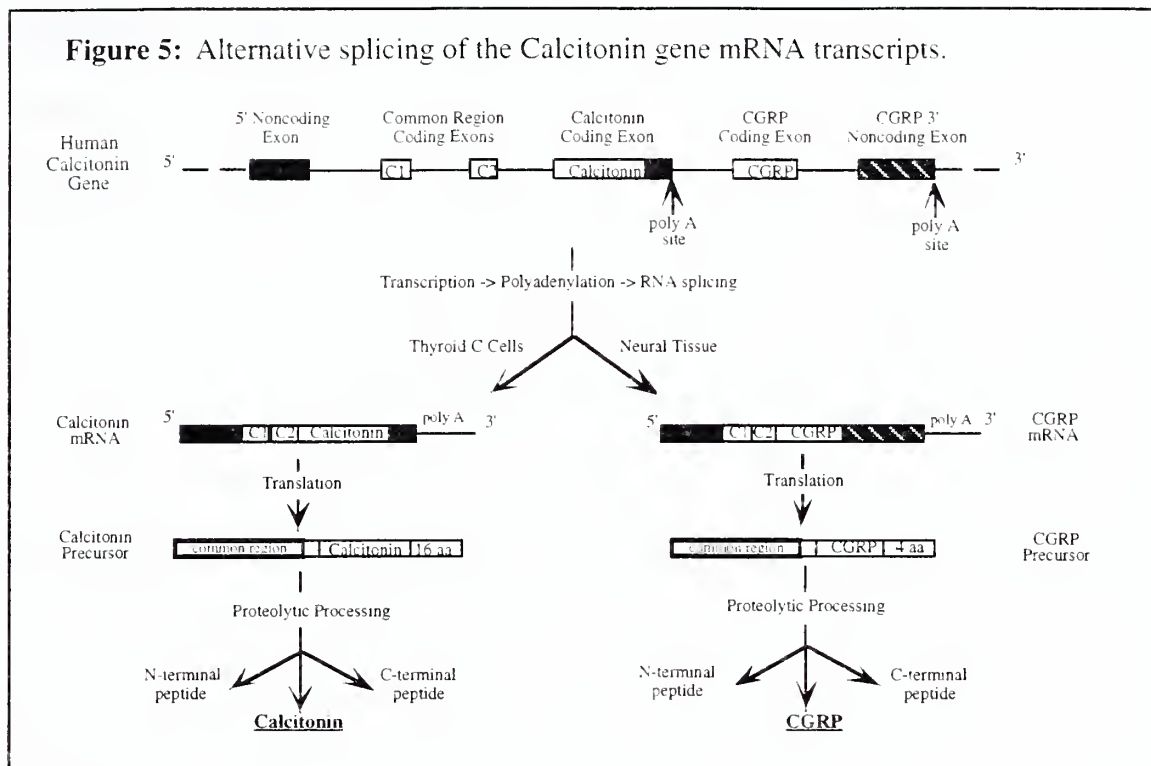 Figure 5: Alternative splicing of the Calcitonin gene mRNA transcripts.
5' Noncoding
Exon
Common Region
Coding Exons
Calcitonin
Coding Exon
CGRP
Coding Exon
CGRP 3'
Noncoding Exon
Human
Calcitonin
Gene
5'
C1
C2
Calcitonin
CGRP
3'
poly A
site
poly A
site
Transcription -> Polyadenylation -> RNA splicing
Thyroid C Cells
Neural Tissue
Calcitonin
mRNA
5'
C1
C2
Calcitonin
poly A
3'
5'
C1
C2
CGRP
poly A
3'
CGRP
mRNA
Translation
Translation
Calcitonin
Precursor
common region
Calcitonin
16 aa
common region
CGRP
4 aa
CGRP
Precursor
Proteolytic Processing
Proteolytic Processing
N-terminal
peptide
C-terminal
peptide
Calcitonin
N-terminal
peptide
C-terminal
peptide
CGRP